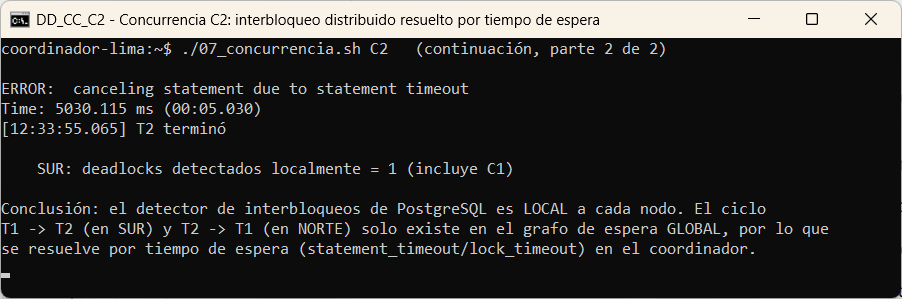 DD_CC_C2 - Concurrencia C2: interbloqueo distribuido resuelto por tiempo de espera
coordinador-lima:~$ ./07_concurrencia.sh C2   (continuación, parte 2 de 2)
ERROR:  canceling statement due to statement timeout
Time: 5030.115 ms (00:05.030)
[12:33:55.065] T2 terminó
SUR: deadlocks detectados localmente = 1 (incluye C1)
Conclusión: el detector de interbloqueos de PostgreSQL es LOCAL a cada nodo. El ciclo
T1 -> T2 (en SUR) y T2 -> T1 (en NORTE) solo existe en el grafo de espera GLOBAL, por lo que
se resuelve por tiempo de espera (statement_timeout/lock_timeout) en el coordinador.